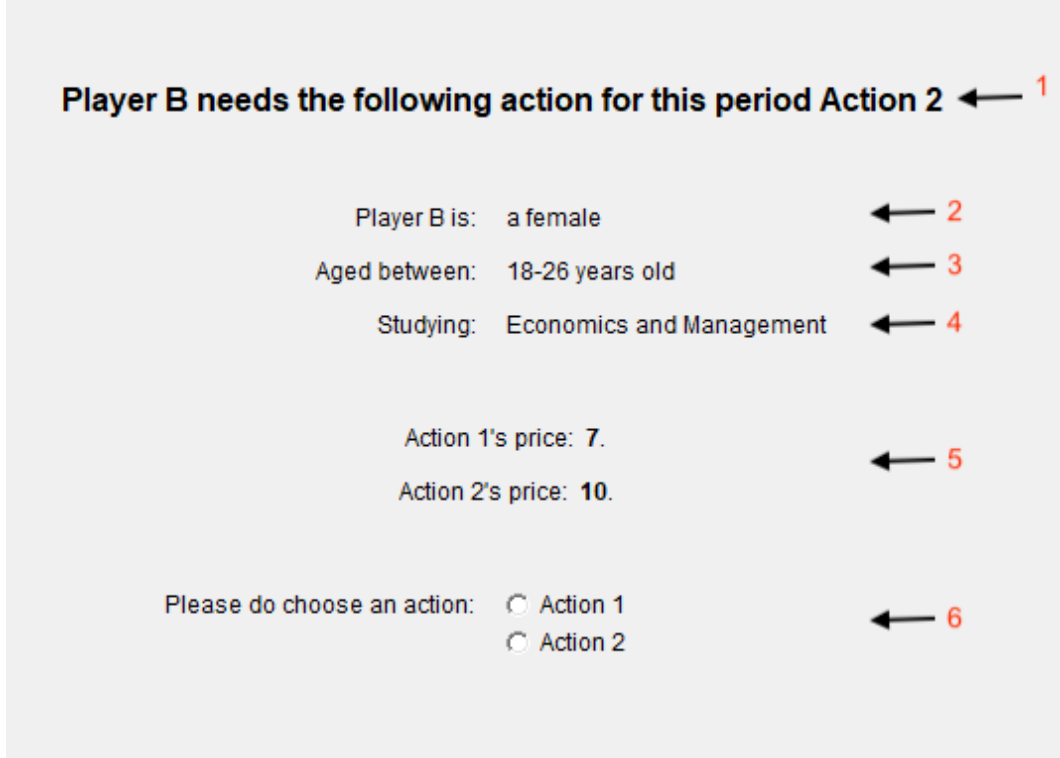 Player B needs the following action for this period Action 2 1
Player B is: a female 2
Aged between: 18-26 years old 3
Studying: Economics and Management 4
Action 1's price: 7.
5
Action 2's price: 10.
Please do choose an action: Action 1
6
Action 2